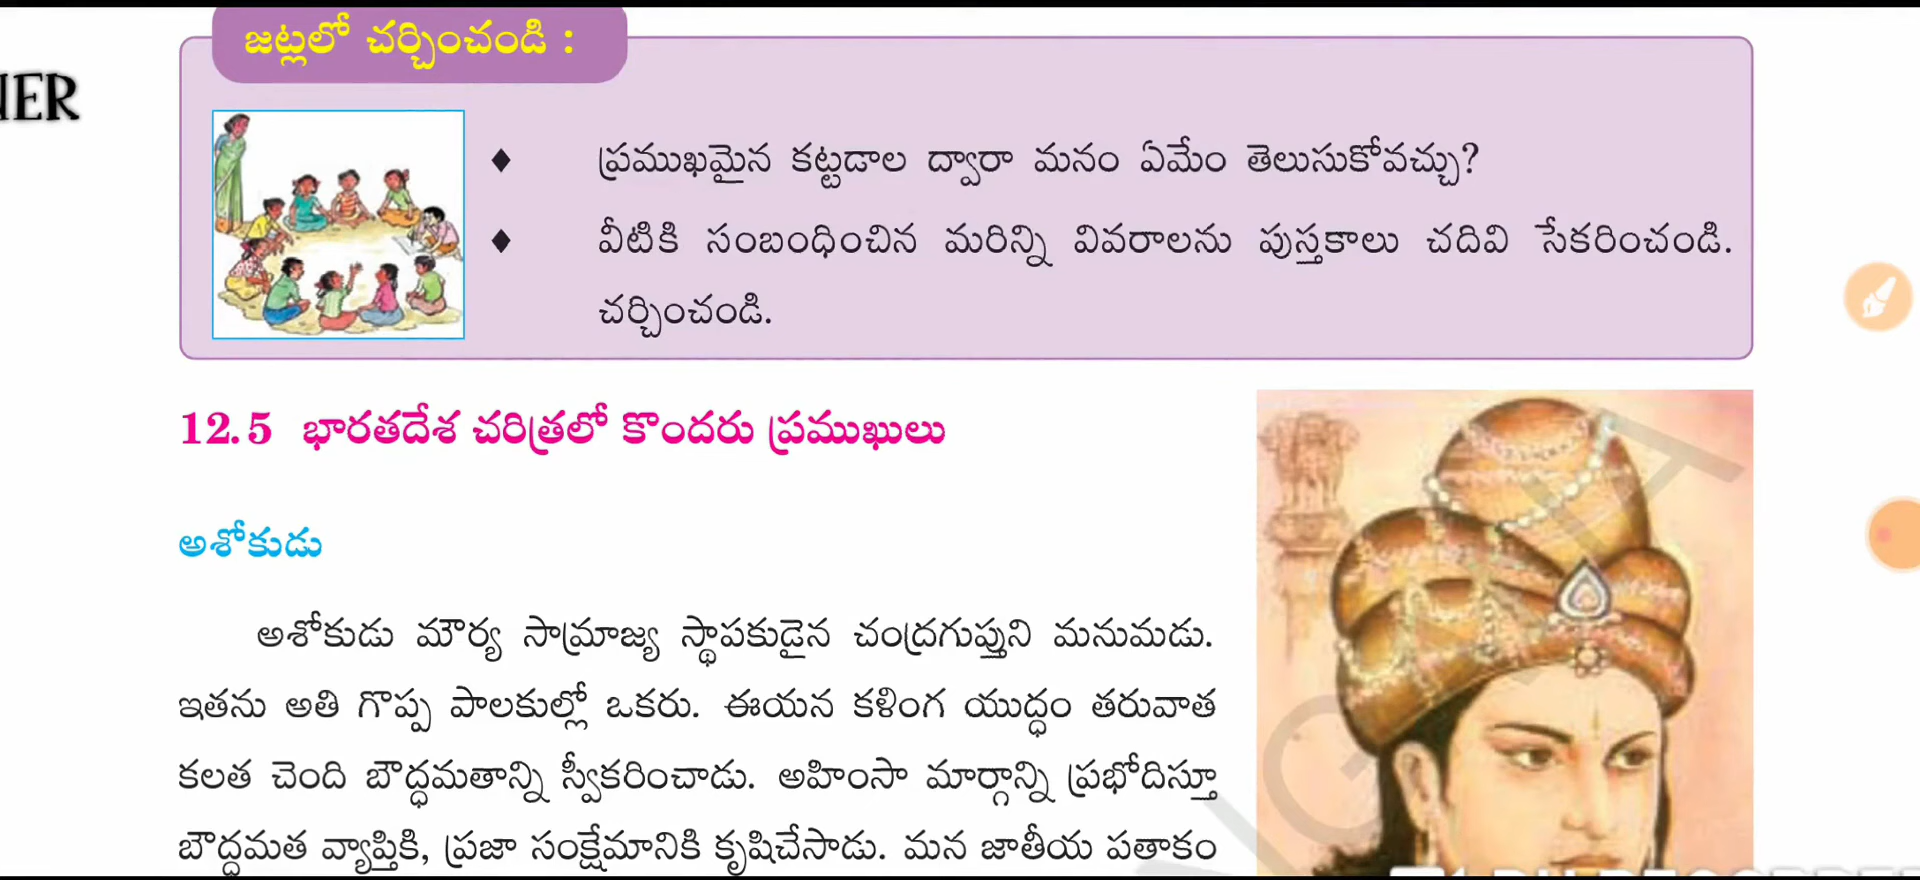 జట్లలో చర్చించండి :
NER
♦ ప్రముఖమైన కట్టడాల ద్వారా మనం ఏమేం తెలుసుకోవచ్చు?
♦ వీటికి సంబంధించిన మరిన్ని వివరాలను పుస్తకాలు చదివి సేకరించండి.
చర్చించండి.
12.5 భారతదేశ చరిత్రలో కొందరు ప్రముఖులు
అశోకుడు
అశోకుడు మౌర్య సామ్రాజ్య స్థాపకుడైన చంద్రగుప్తుని మనుమడు.
ఇతను అతి గొప్ప పాలకుల్లో ఒకరు. ఈయన కళింగ యుద్ధం తరువాత
కలత చెంది బౌద్ధమతాన్ని స్వీకరించాడు. అహింసా మార్గాన్ని ప్రభోదిస్తూ
బౌద్ధమత వ్యాప్తికి, ప్రజా సంక్షేమానికి కృషిచేసాడు. మన జాతీయ పతాకం